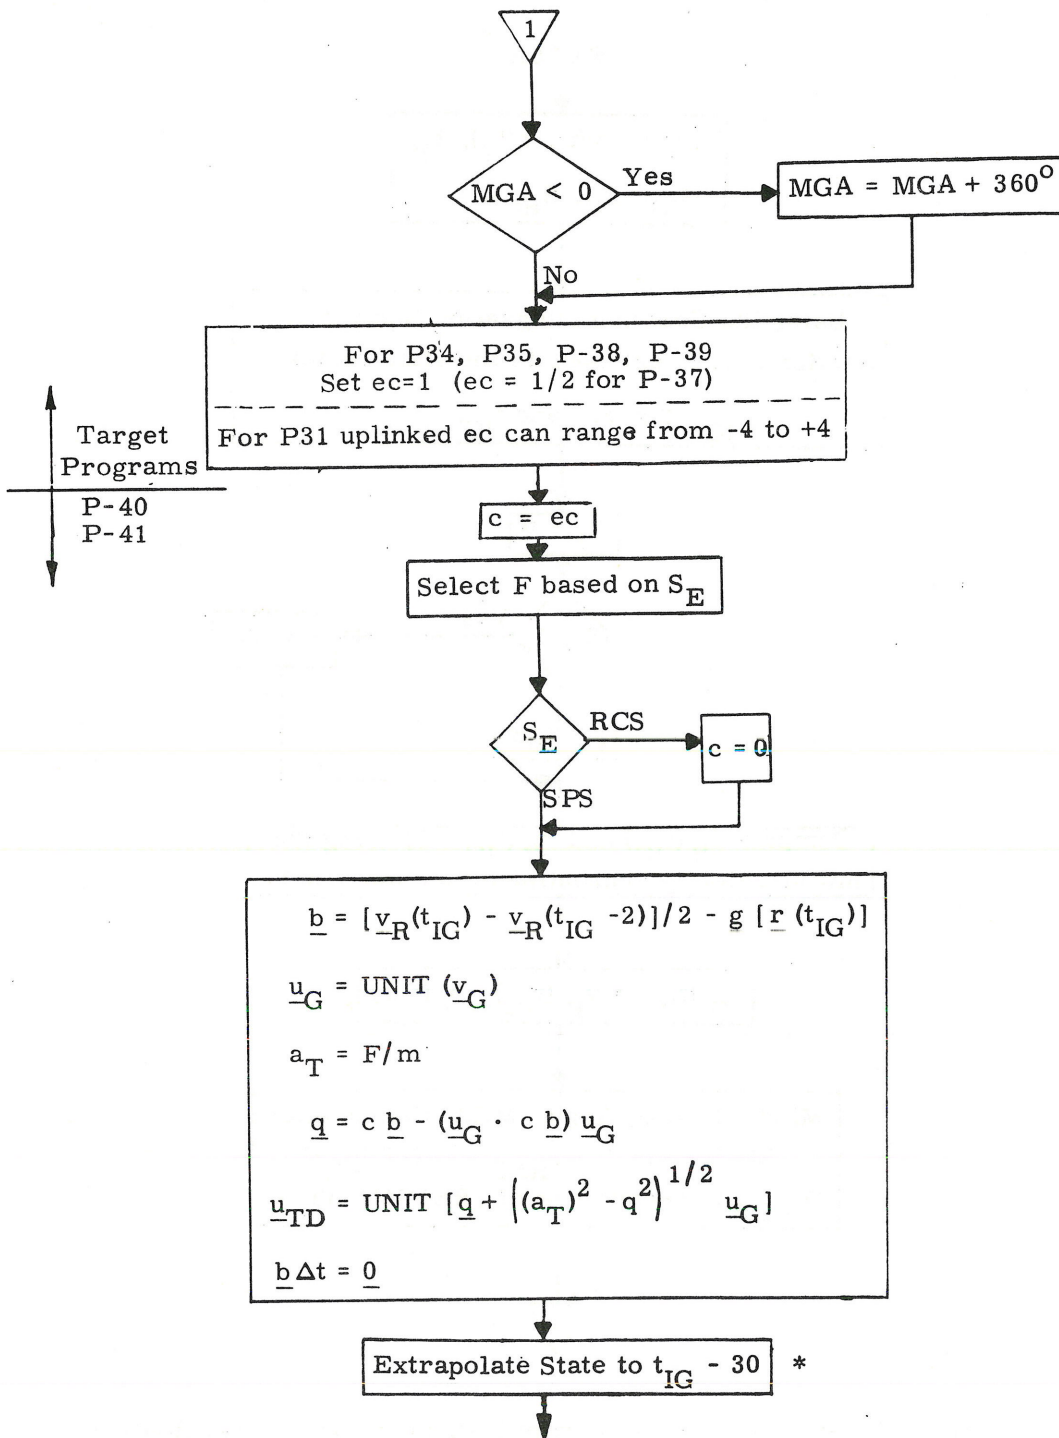 1
MGA < 0
Yes
MGA = MGA + 360°
No
For P34, P35, P-38, P-39
Set ec=1 (ec = 1/2 for P-37)
For P31 uplinked ec can range from -4 to +4
Target
Programs
P-40
P-41
c = ec
Select F based on S_E
S_E
RCS
c = 0
SPS
b = [v_R(t_IG) - v_R(t_IG -2)]/2 - g [r (t_IG)]
u_G = UNIT (v_G)
a_T = F/m
q = c b - (u_G · c b) u_G
u_TD = UNIT [q + ((a_T)^2 - q^2)^1/2 u_G]
b Δt = 0
Extrapolate State to t_IG - 30 *